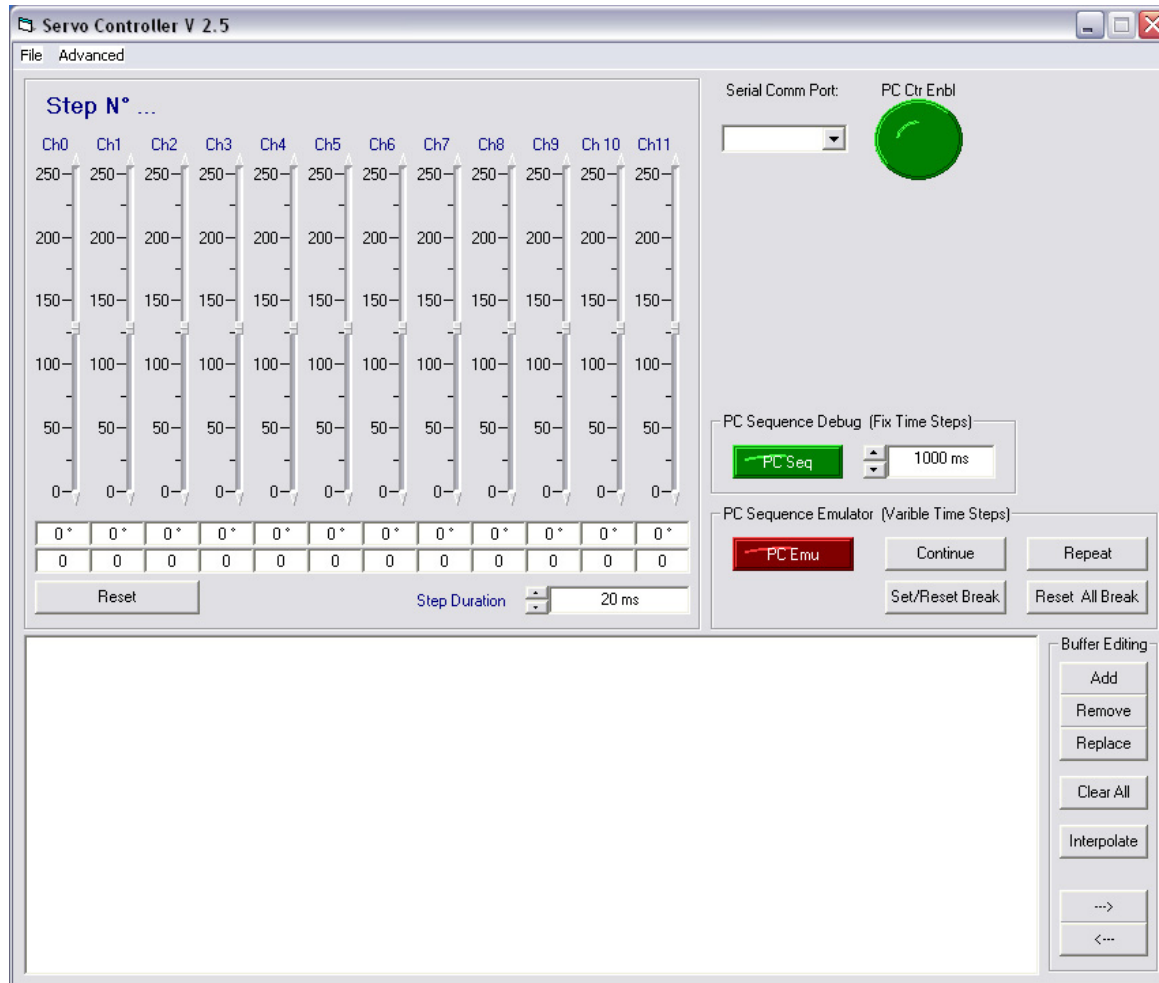 Servo Controller V 2.5
File Advanced
Step N° ...
Ch0 Ch1 Ch2 Ch3 Ch4 Ch5 Ch6 Ch7 Ch8 Ch9 Ch 10 Ch11
250 250 250 250 250 250 250 250 250 250 250 250
200 200 200 200 200 200 200 200 200 200 200 200
150 150 150 150 150 150 150 150 150 150 150 150
100 100 100 100 100 100 100 100 100 100 100 100
50 50 50 50 50 50 50 50 50 50 50 50
0 0 0 0 0 0 0 0 0 0 0 0
0 ° 0 ° 0 ° 0 ° 0 ° 0 ° 0 ° 0 ° 0 ° 0 ° 0 ° 0 °
0 0 0 0 0 0 0 0 0 0 0 0
Reset Step Duration 20 ms
Serial Comm Port: PC Ctr Enbl
PC Sequence Debug (Fix Time Steps)
PC Seq 1000 ms
PC Sequence Emulator (Varible Time Steps)
PC Emu Continue Repeat
Set/Reset Break Reset All Break
Buffer Editing
Add
Remove
Replace
Clear All
Interpolate
--->
<---